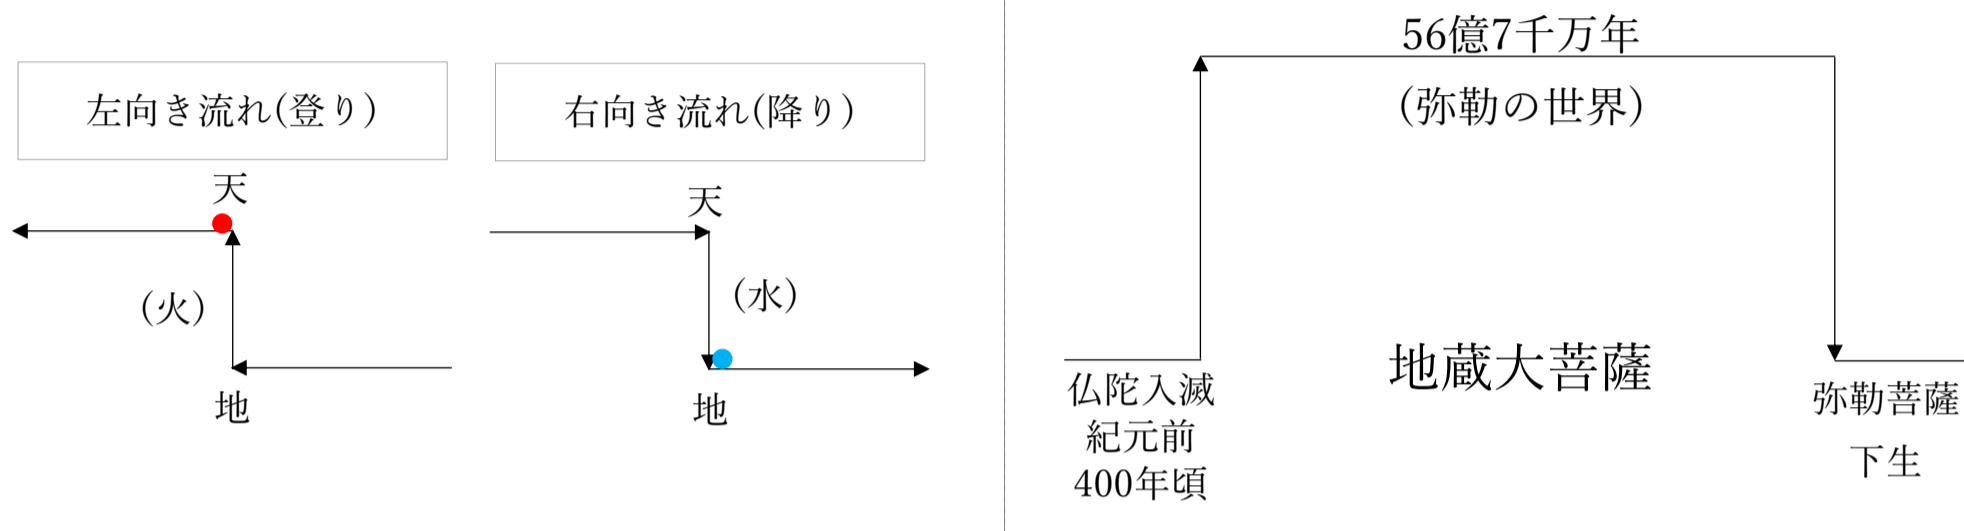 左向き流れ(登り)
天
(火)
地
右向き流れ(降り)
天
(水)
地
56億7千万年
(弥勒の世界)
地蔵大菩薩
仏陀入滅
紀元前
400年頃
弥勒菩薩
下生